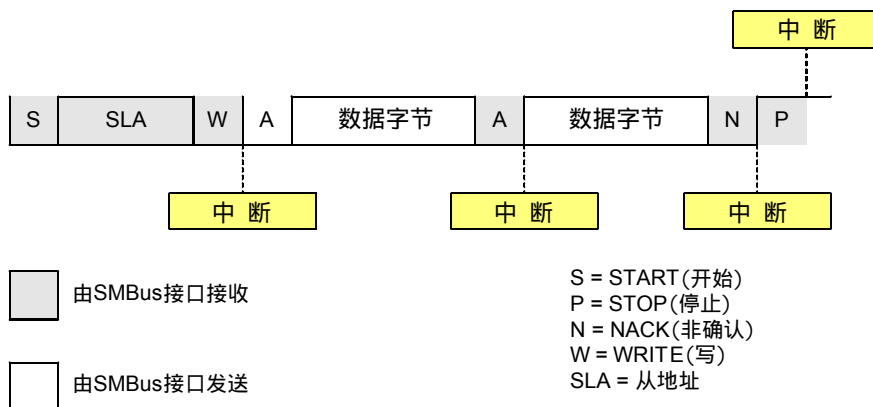 中 断
S SLA W A 数据字节 A 数据字节 N P
中 断 中 断 中 断
由SMBus接口接收
由SMBus接口发送
S = START(开始)
P = STOP(停止)
N = NACK(非确认)
W = WRITE(写)
SLA = 从地址